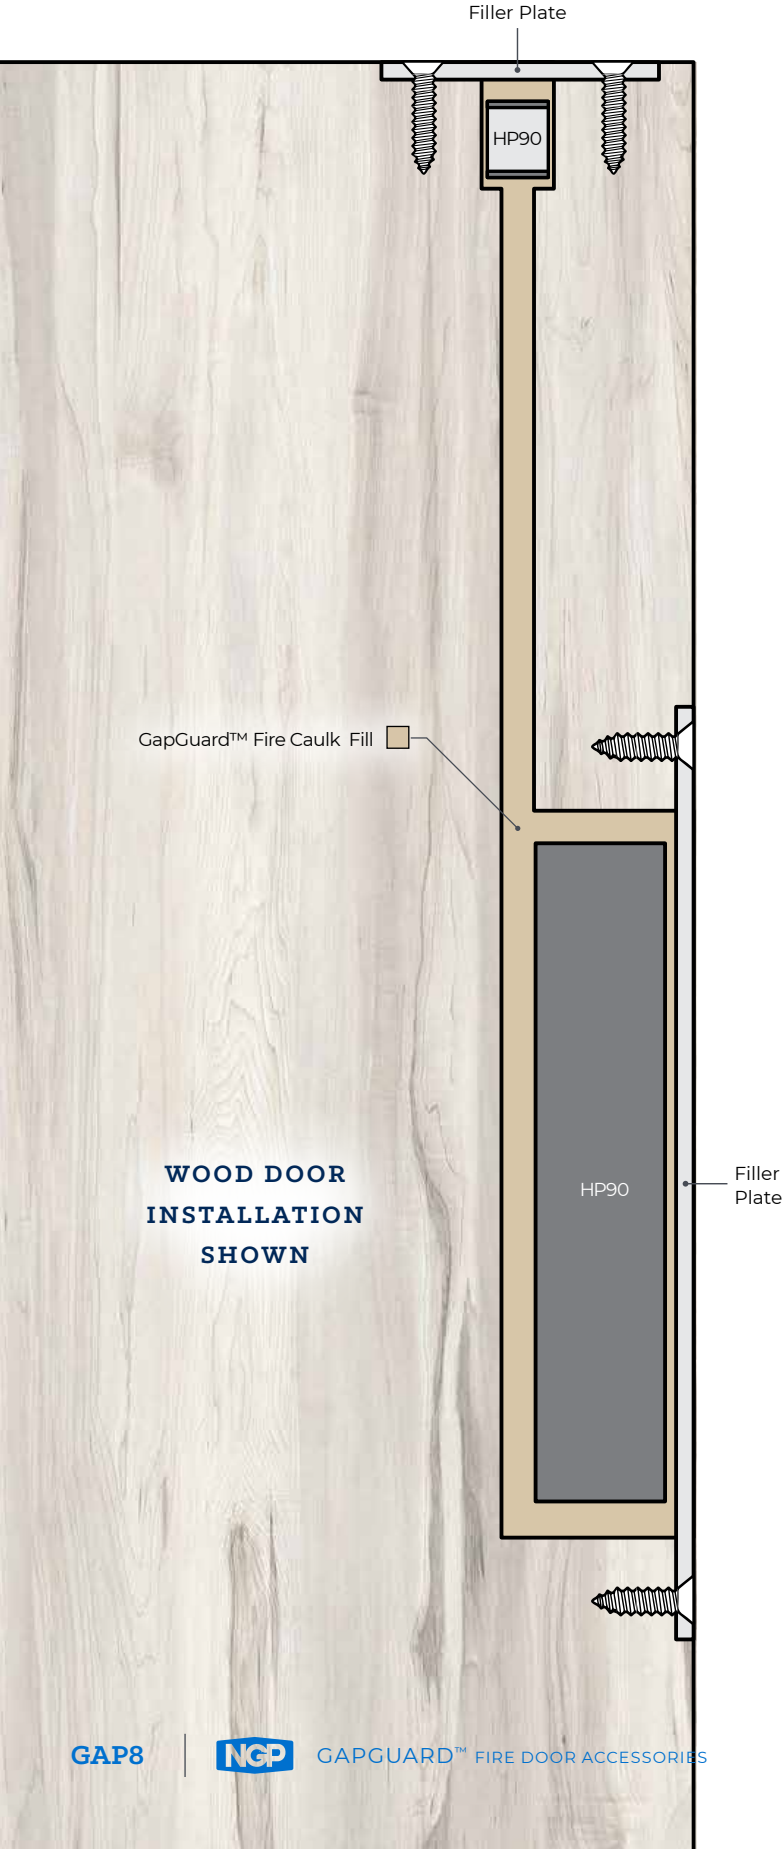 Filler Plate
HP90
GapGuard™ Fire Caulk Fill
WOOD DOOR
INSTALLATION
SHOWN
HP90
Filler
Plate
GAP8 | NGP GAPGUARD™ FIRE DOOR ACCESSORIES